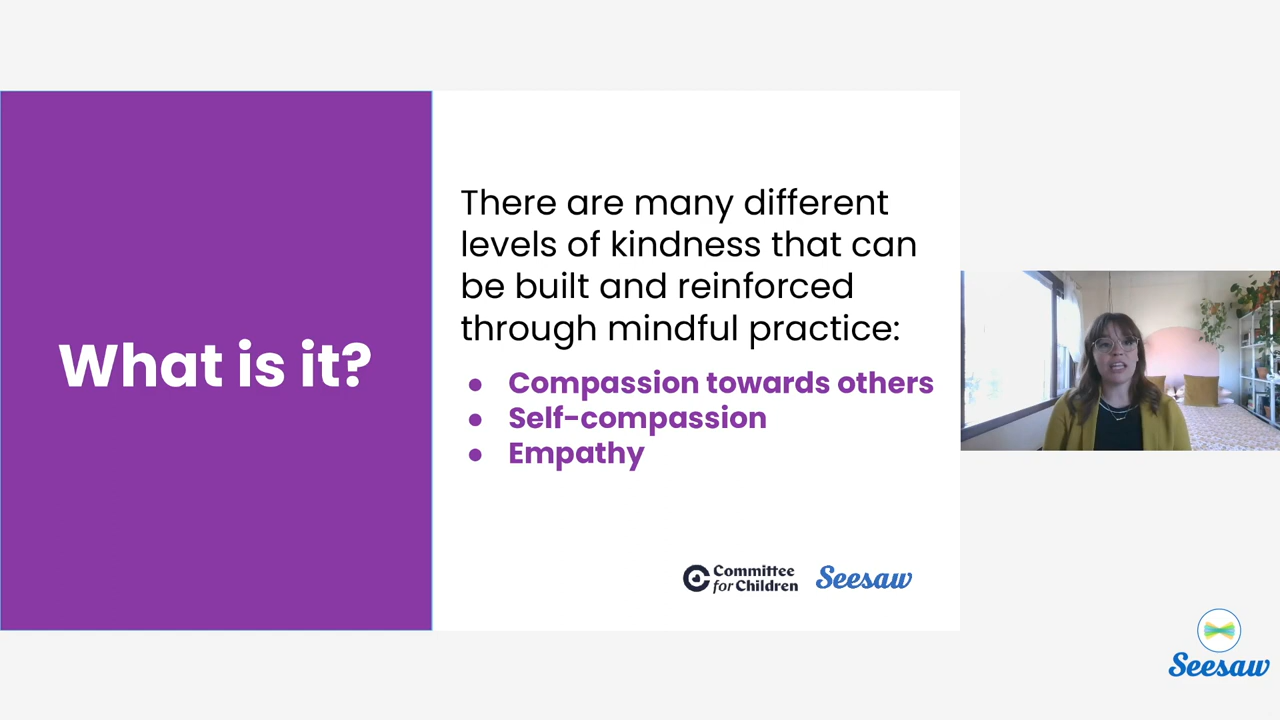 What is it?
There are many different
levels of kindness that can
be built and reinforced
through mindful practice:
● Compassion towards others
● Self-compassion
● Empathy
Committee
for Children
Seesaw
Seesaw